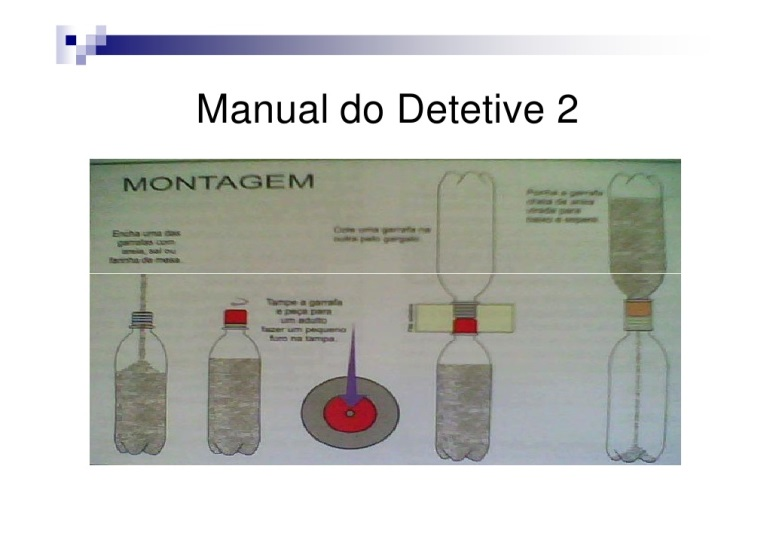 Manual do Detetive 2
MONTAGEM
Encha uma das
garrafas com
areia, sal ou
farinha de mesa.
Tampe a garrafa
e peça para
um adulto
fazer um pequeno
furo na tampa.
Cole uma garrafa na
outra pelo gargalo.
Ponha a garrafa
cheia de areia
virada para
baixo e espere.